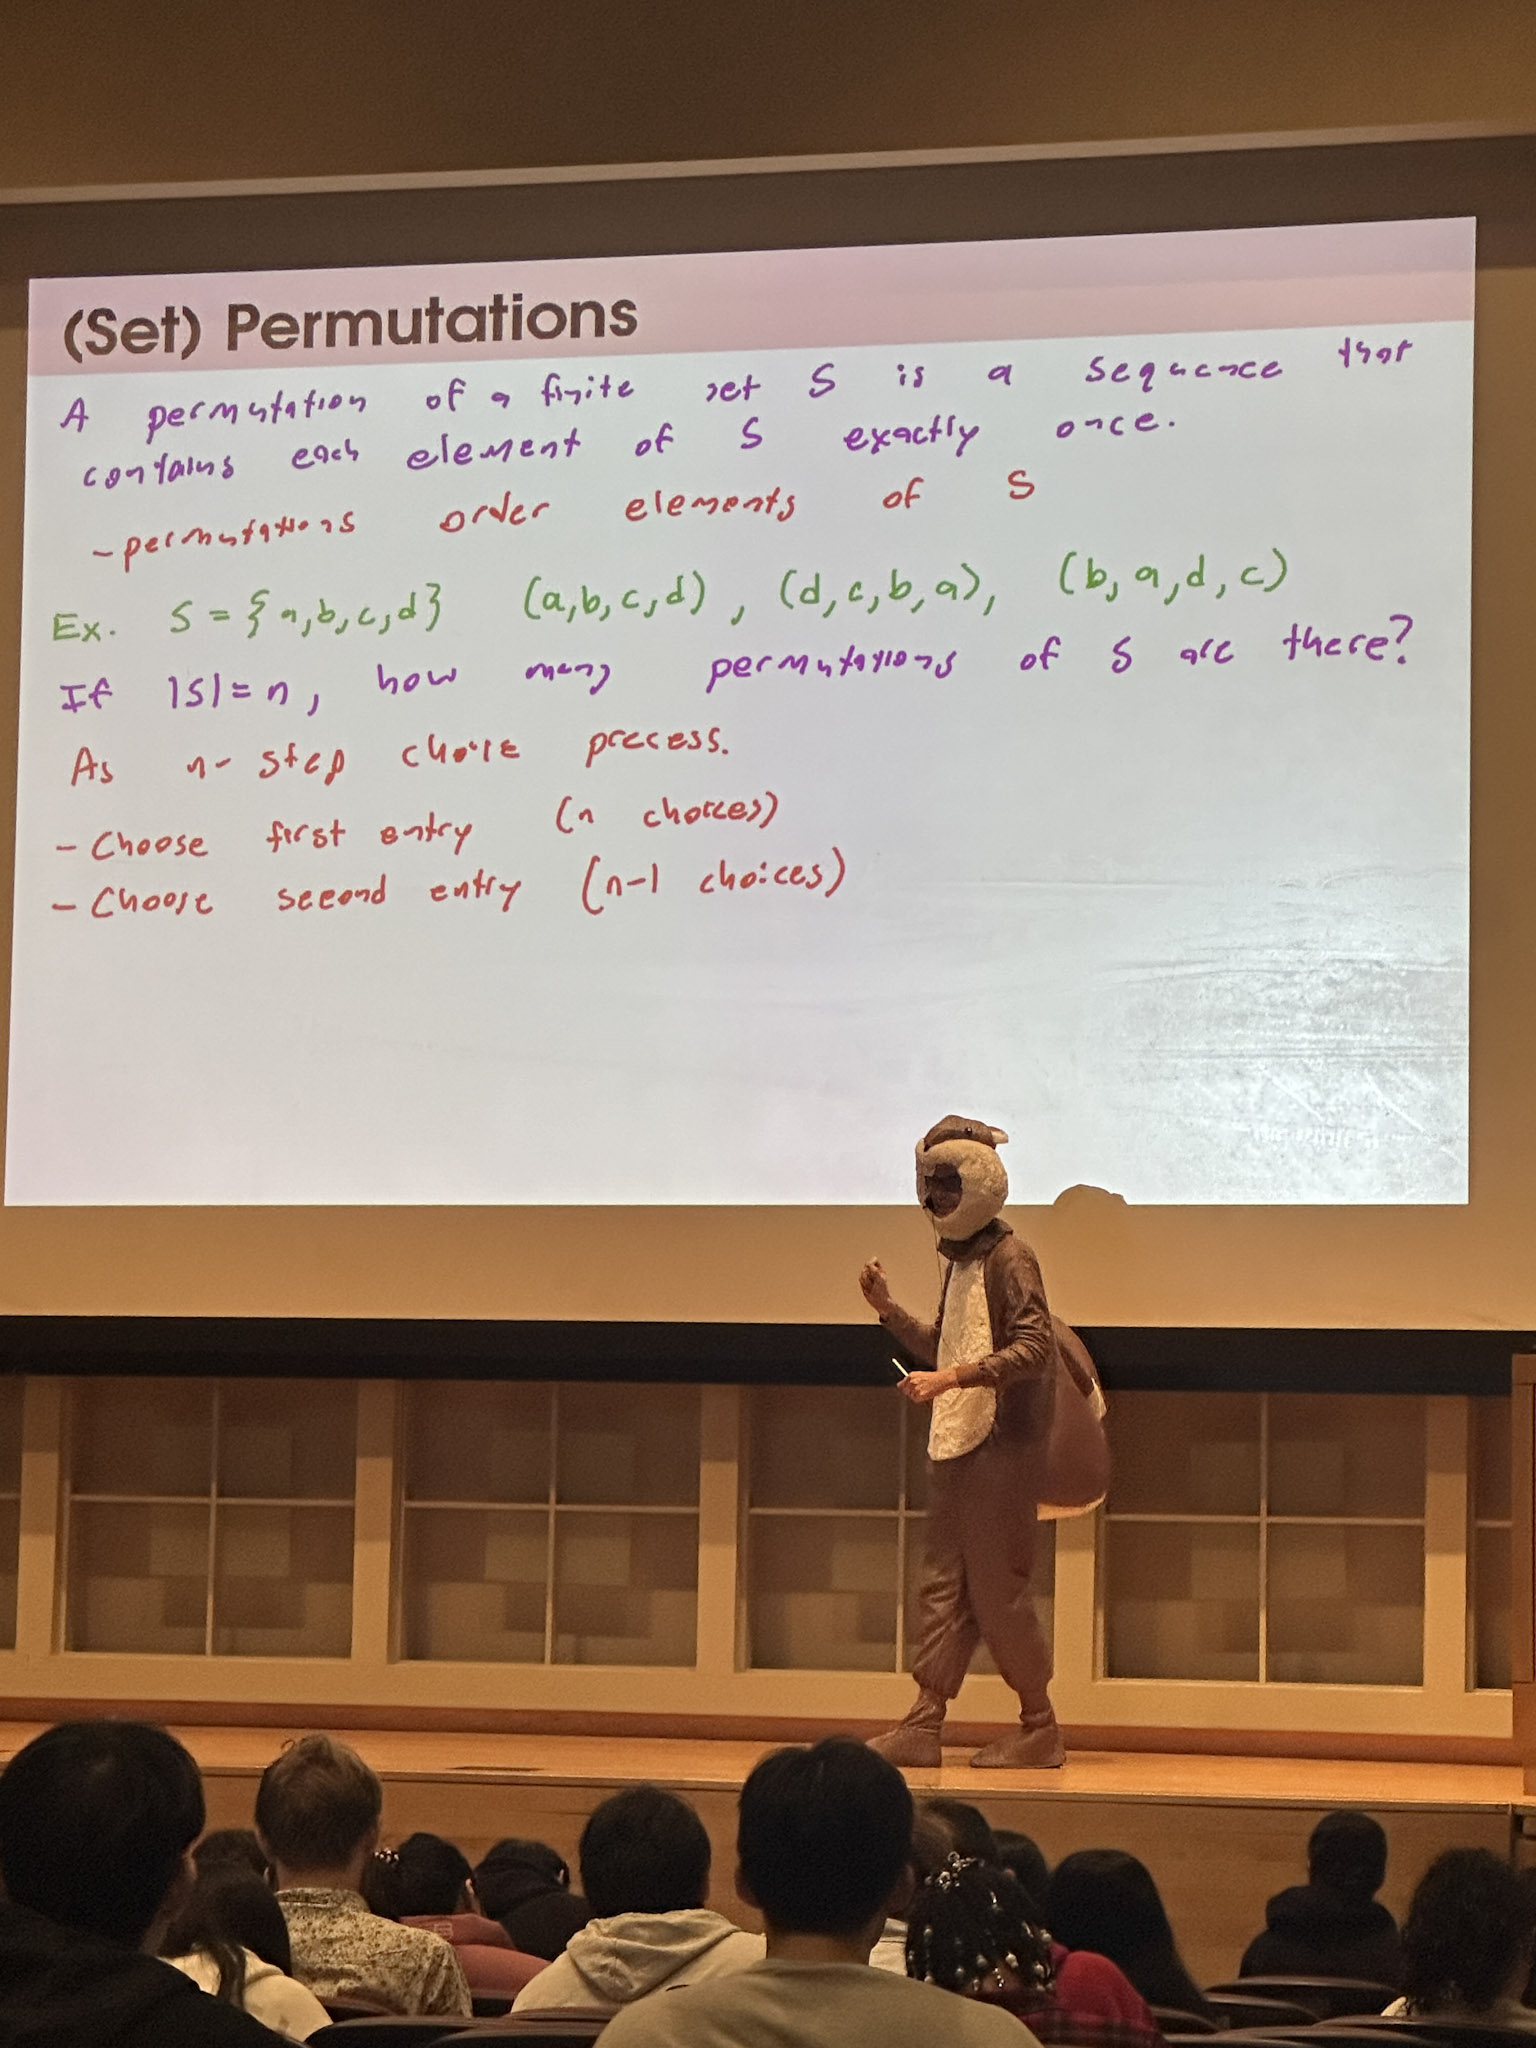 (Set) Permutations
A permutation of a finite set S is a sequence that
contains each element of S exactly once.
- permutations order elements of S
Ex. S = {a,b,c,d} (a,b,c,d), (d,c,b,a), (b,a,d,c)
If |S| = n, how many permutations of S are there?
As n-step choice process.
- Choose first entry (n choices)
- Choose second entry (n-1 choices)